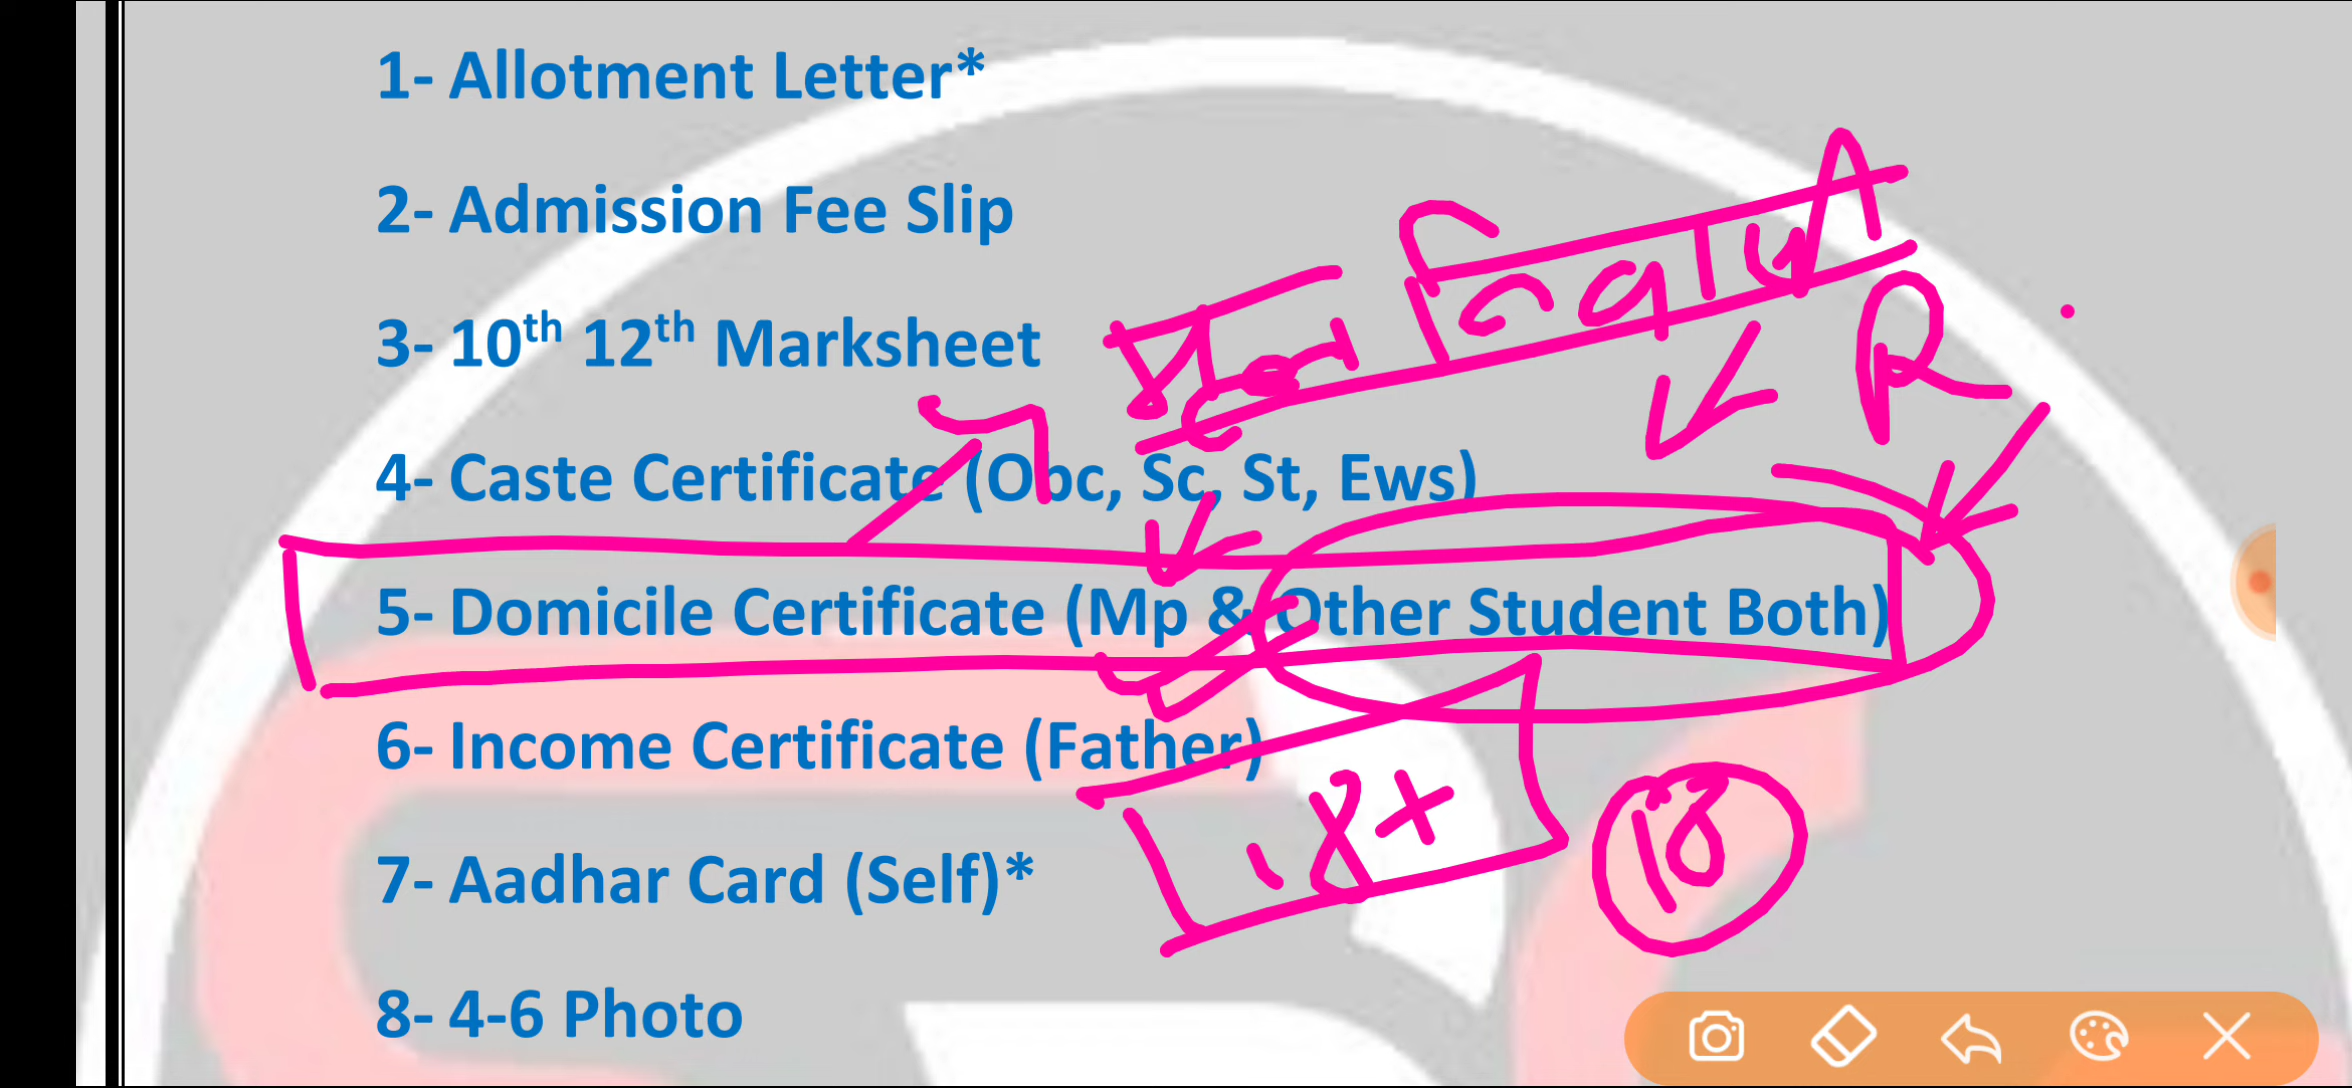 1- Allotment Letter*
2- Admission Fee Slip
3- 10th 12th Marksheet
4- Caste Certificate (Obc, Sc, St, Ews)
5- Domicile Certificate (Mp & Other Student Both)
6- Income Certificate (Father)
7- Aadhar Card (Self)*
8- 4-6 Photo
A
R
18+
18